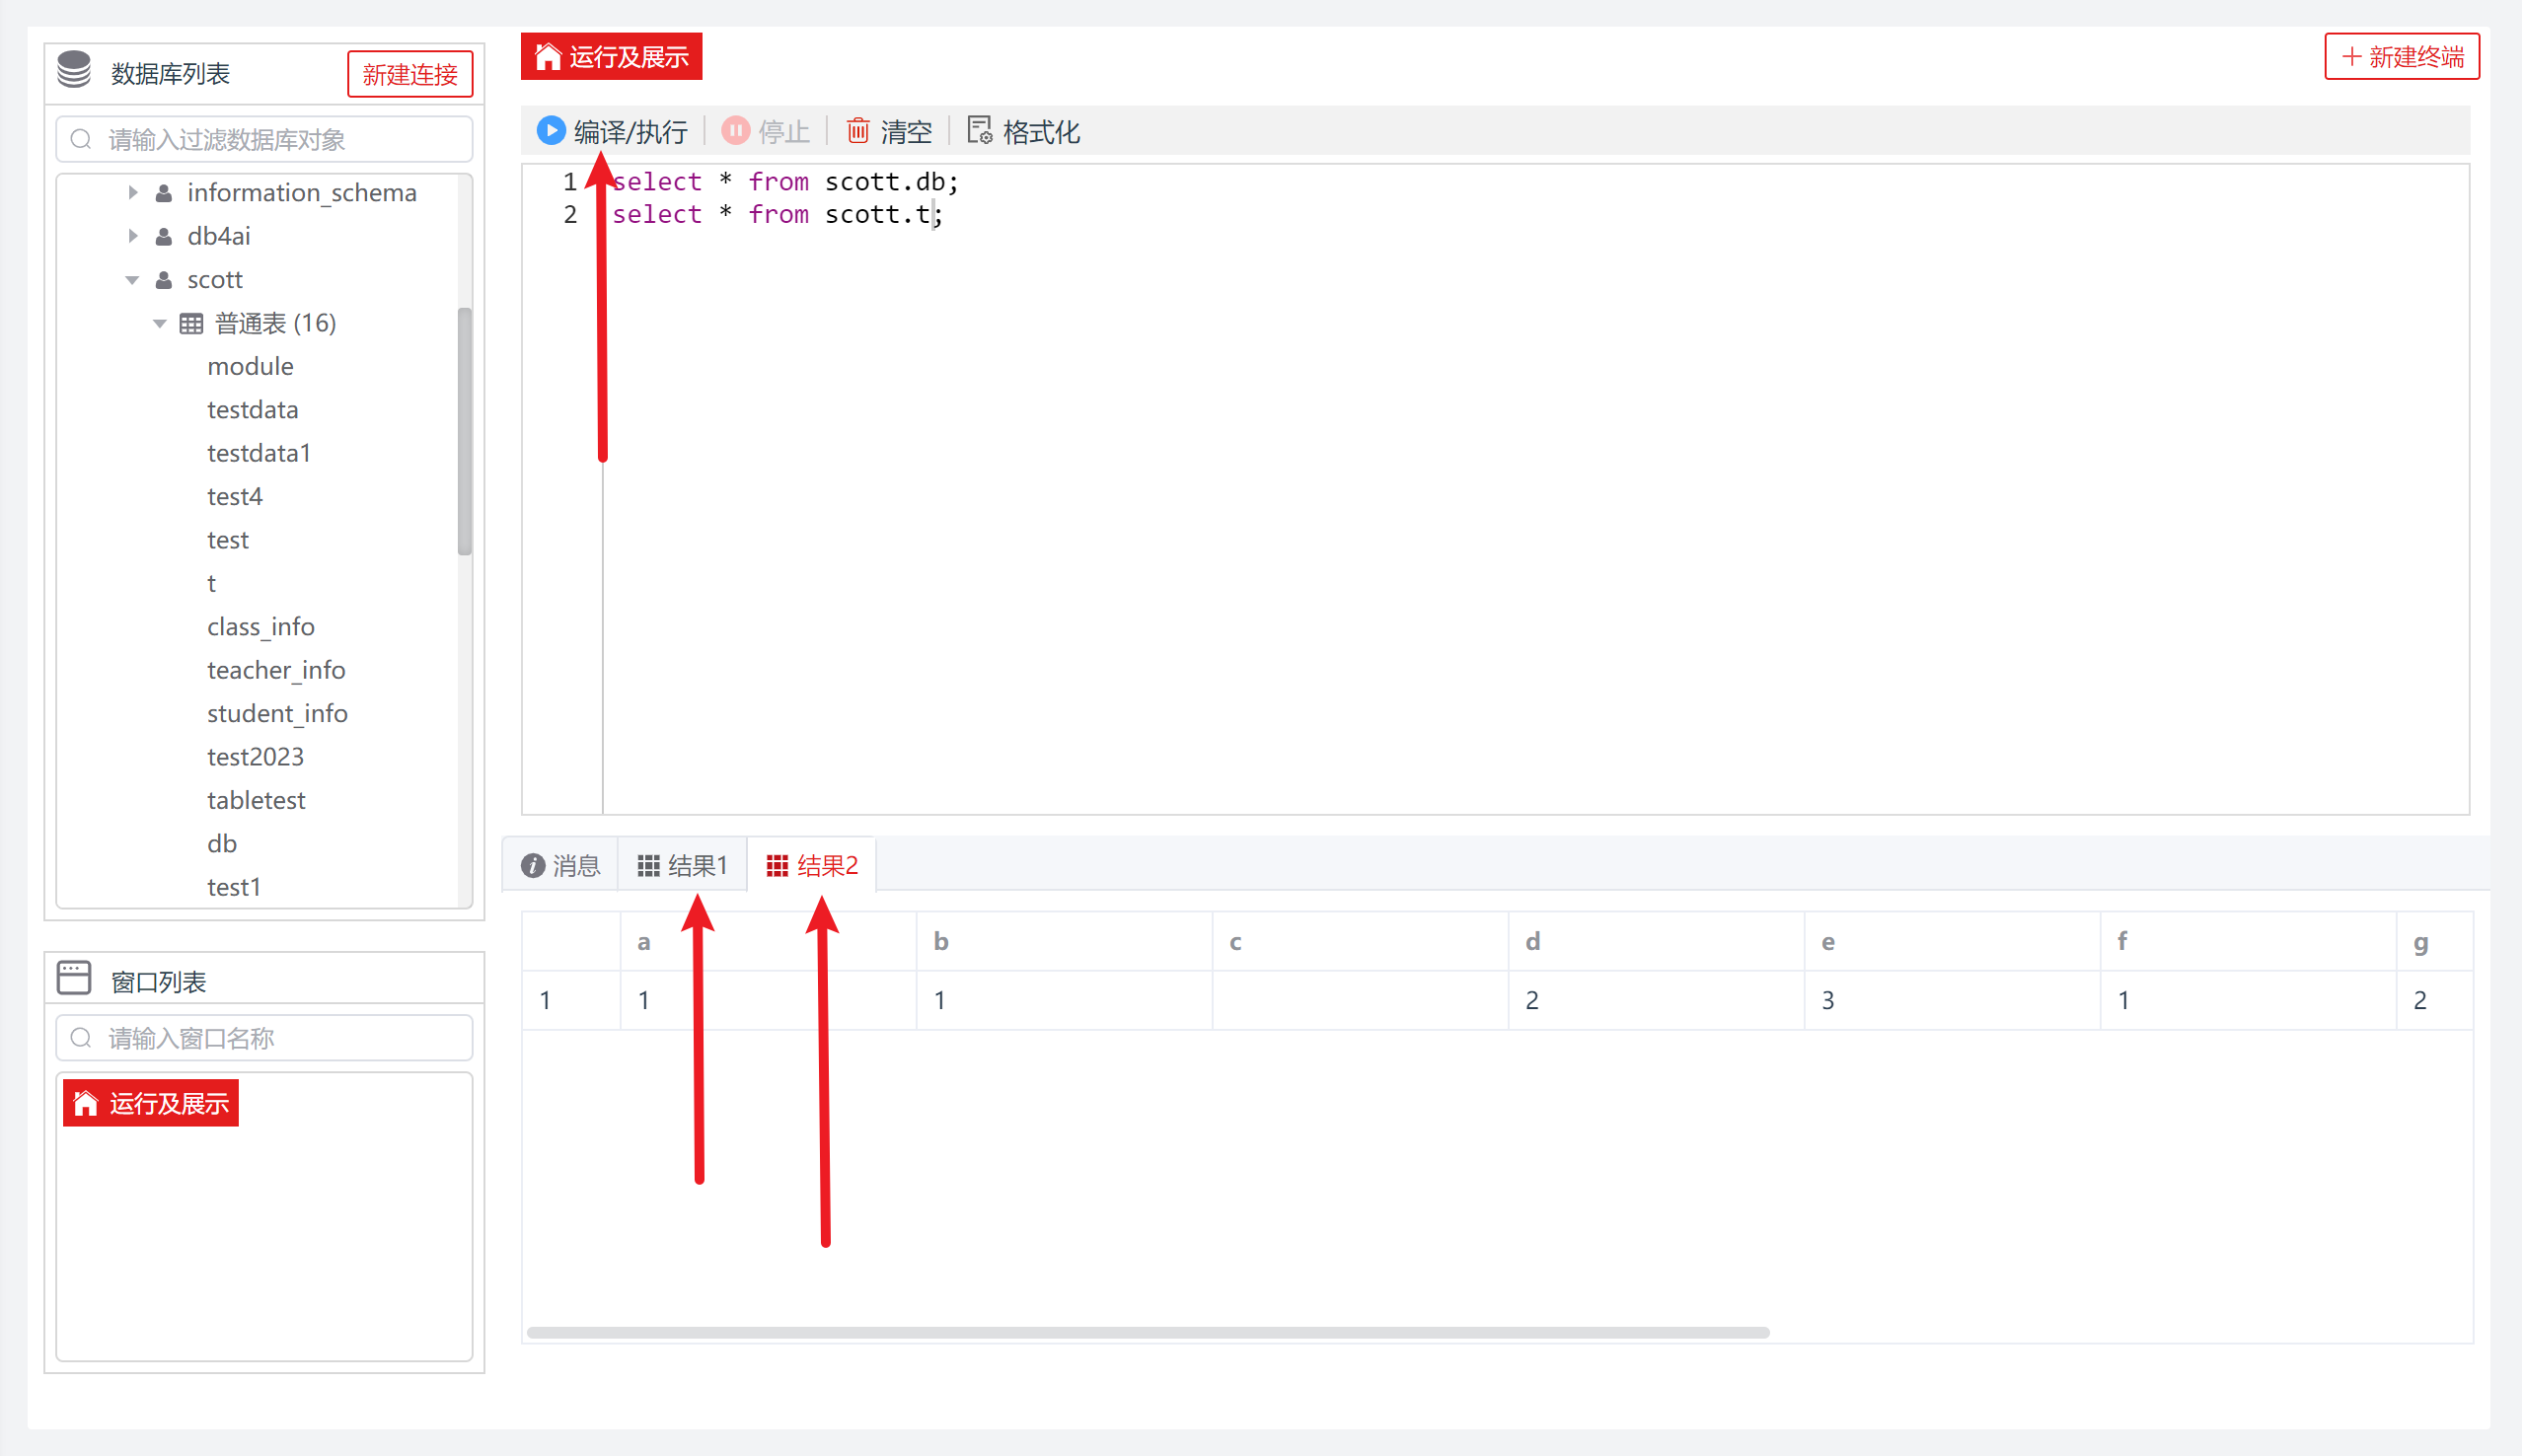 数据库列表
新建连接
请输入过滤数据库对象
information_schema
db4ai
scott
普通表 (16)
module
testdata
testdata1
test4
test
t
class_info
teacher_info
student_info
test2023
tabletest
db
test1
窗口列表
请输入窗口名称
运行及展示
运行及展示
新建终端
编译/执行 停止 清空 格式化
1 select * from scott.db;
2 select * from scott.t;
消息 结果1 结果2
a b c d e f g
1 1 1 2 3 1 2